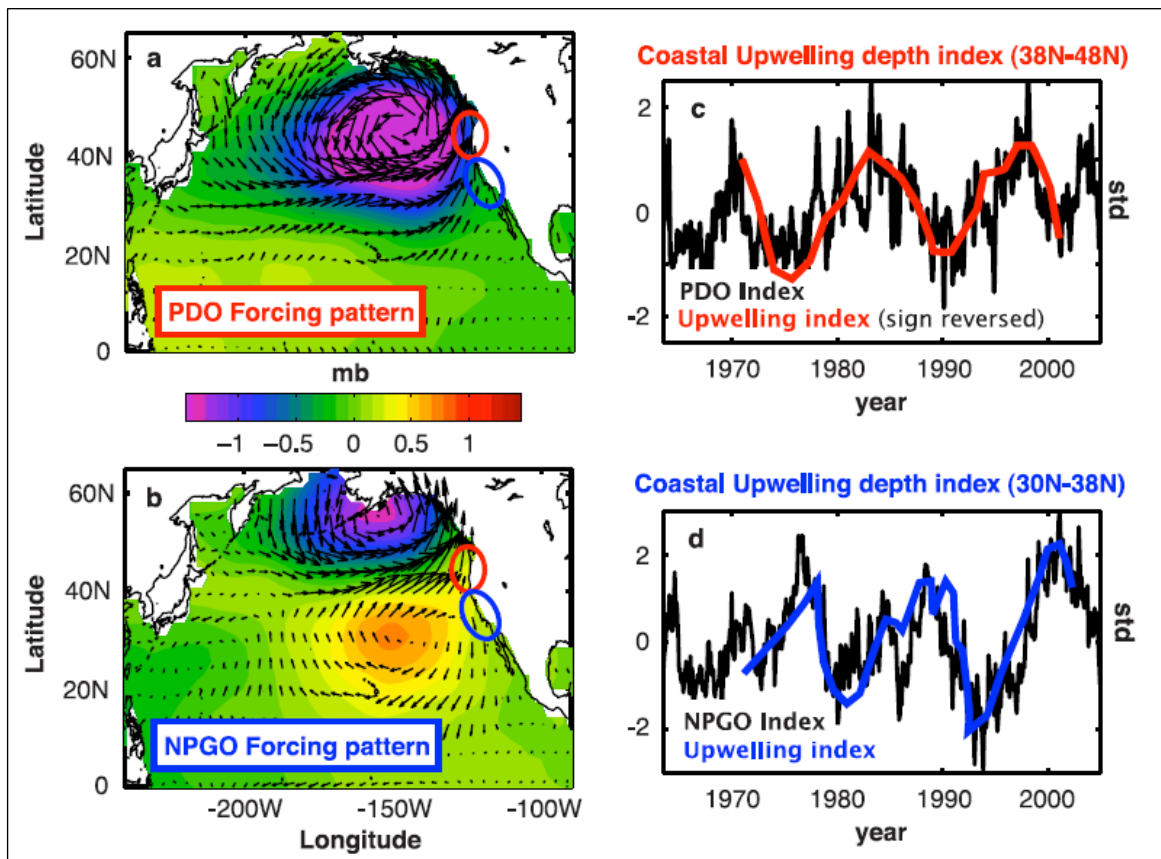 a
60N
40N
20N
0
Latitude
PDO Forcing pattern
mb
−1 −0.5 0 0.5 1
b
60N
40N
20N
0
Latitude
NPGO Forcing pattern
-200W -150W -100W
Longitude
Coastal Upwelling depth index (38N-48N)
c
2
0
-2
std
PDO Index
Upwelling index (sign reversed)
1970 1980 1990 2000
year
Coastal Upwelling depth index (30N-38N)
d
2
0
-2
std
NPGO Index
Upwelling index
1970 1980 1990 2000
year